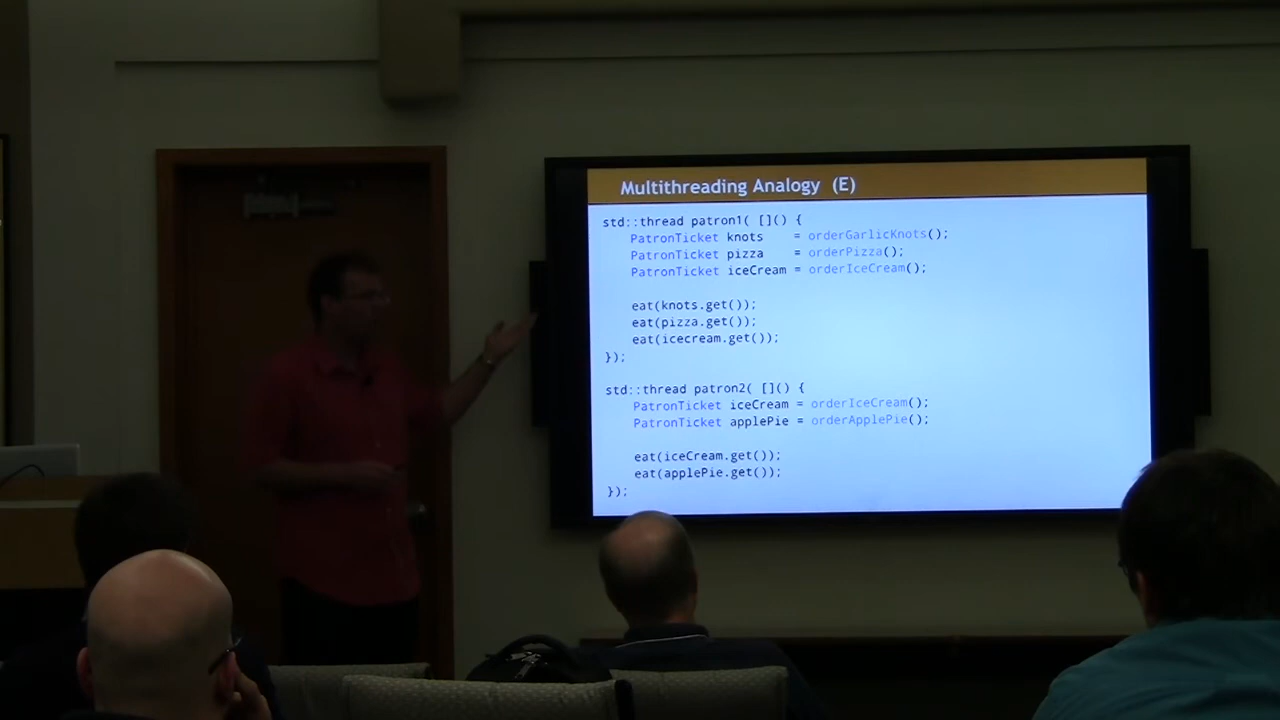 Multithreading Analogy (E)
std::thread patron1( []() {
PatronTicket knots = orderGarlicKnots();
PatronTicket pizza = orderPizza();
PatronTicket iceCream = orderIceCream();
eat(knots.get());
eat(pizza.get());
eat(icecream.get());
});
std::thread patron2( []() {
PatronTicket iceCream = orderIceCream();
PatronTicket applePie = orderApplePie();
eat(iceCream.get());
eat(applePie.get());
});